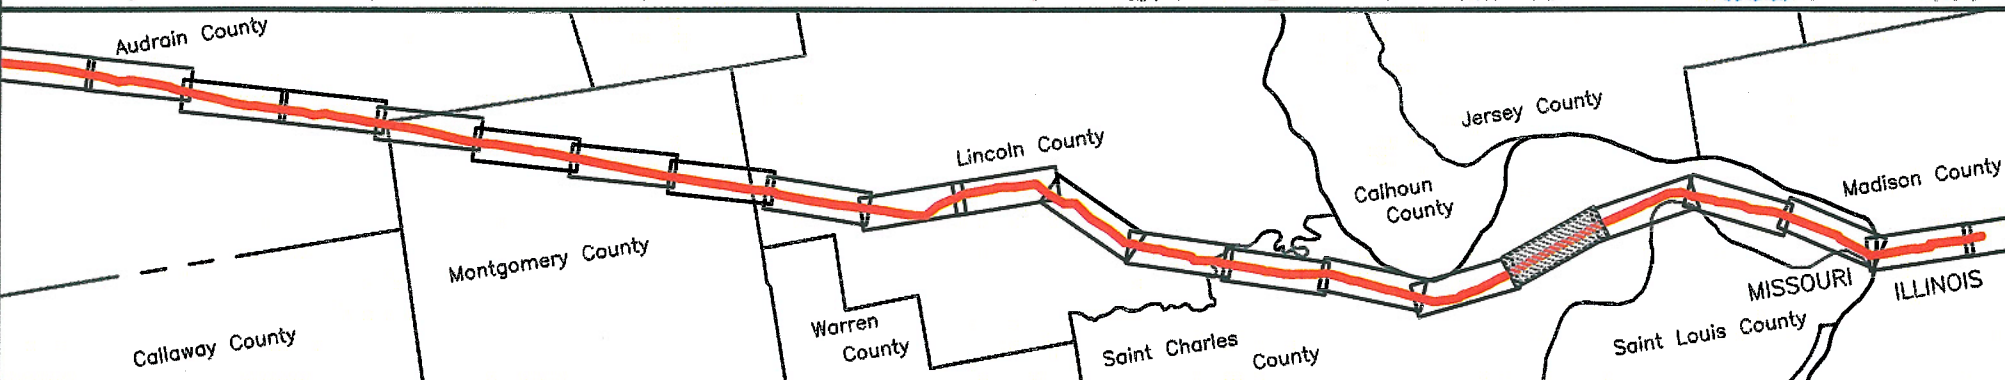 Audrain County
Jersey County
Lincoln County
Madison County
Calhoun
County
Montgomery County
MISSOURI
ILLINOIS
Warren
County
Saint Louis County
Callaway County
Saint Charles County